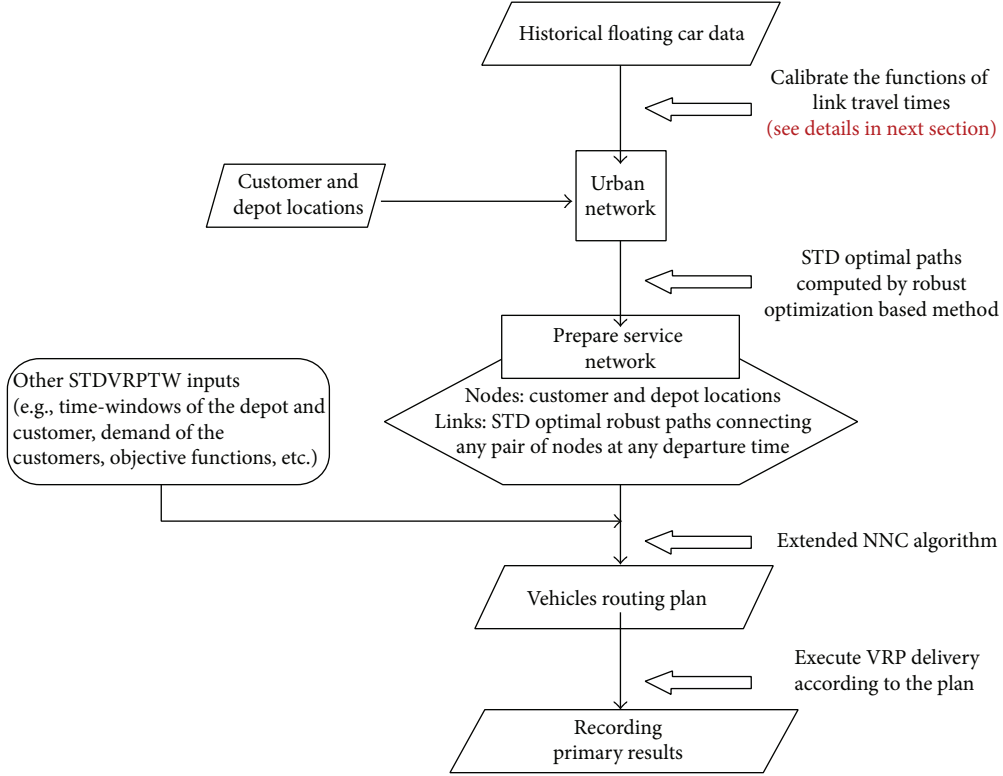 Historical floating car data
Calibrate the functions of
link travel times
(see details in next section)
Customer and
depot locations
Urban
network
STD optimal paths
computed by robust
optimization based method
Prepare service
network
Nodes: customer and depot locations
Links: STD optimal robust paths connecting
any pair of nodes at any departure time
Other STDVRPTW inputs
(e.g., time-windows of the depot and
customer, demand of the
customers, objective functions, etc.)
Extended NNC algorithm
Vehicles routing plan
Execute VRP delivery
according to the plan
Recording
primary results